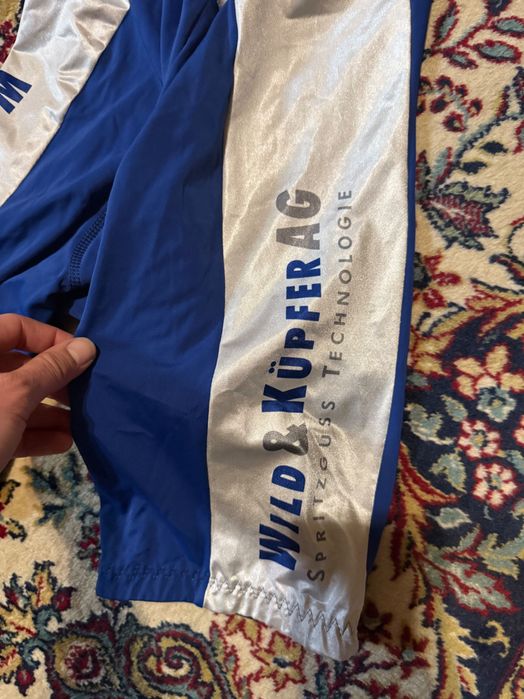 W
WILD & KÜPFER AG
SPRITZGUSS TECHNOLOGIE